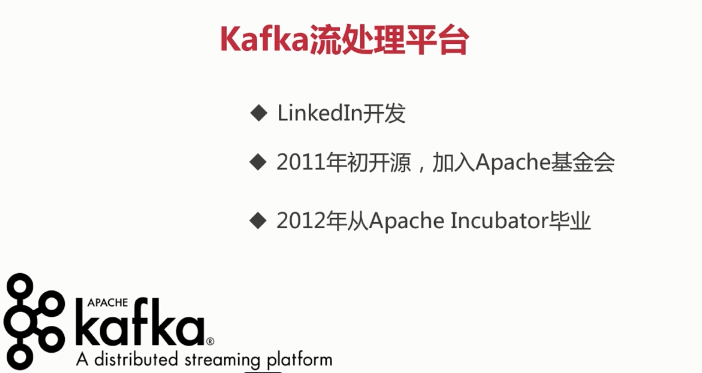 Kafka流处理平台
◆ LinkedIn开发
◆ 2011年初开源，加入Apache基金会
◆ 2012年从Apache Incubator毕业
APACHE
kafka®
A distributed streaming platform